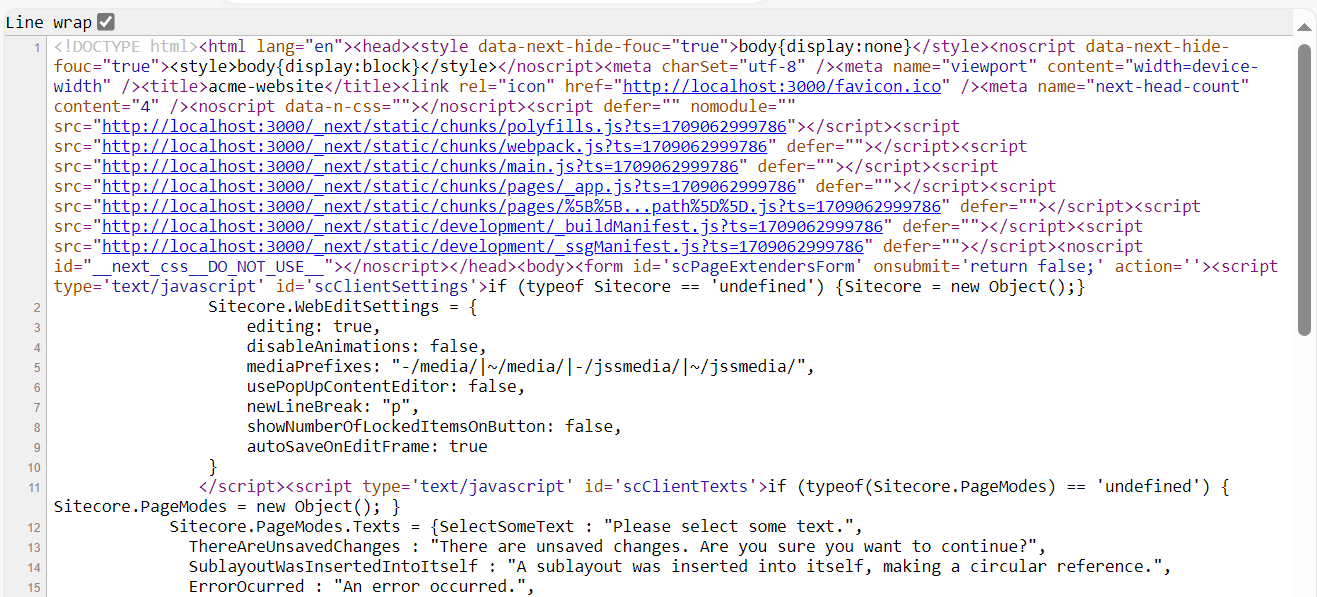 Line wrap
1 <!DOCTYPE html><html lang="en"><head><style data-next-hide-fouc="true">body{display:none}</style><noscript data-next-hide-
fouc="true"><style>body{display:block}</style></noscript><meta charSet="utf-8" /><meta name="viewport" content="width=device-
width" /><title>acme-website</title><link rel="icon" href="http://localhost:3000/favicon.ico" /><meta name="next-head-count"
content="4" /><noscript data-n-css=""></noscript><script defer="" nomodule=""
src="http://localhost:3000/_next/static/chunks/polyfills.js?ts=1709062999786"></script><script
src="http://localhost:3000/_next/static/chunks/webpack.js?ts=1709062999786" defer=""></script><script
src="http://localhost:3000/_next/static/chunks/main.js?ts=1709062999786" defer=""></script><script
src="http://localhost:3000/_next/static/chunks/pages/_app.js?ts=1709062999786" defer=""></script><script
src="http://localhost:3000/_next/static/chunks/pages/%5B%5B...path%5D%5D.js?ts=1709062999786" defer=""></script><script
src="http://localhost:3000/_next/static/development/_buildManifest.js?ts=1709062999786" defer=""></script><script
src="http://localhost:3000/_next/static/development/_ssgManifest.js?ts=1709062999786" defer=""></script><noscript
id="__next_css__DO_NOT_USE__"></noscript></head><body><form id='scPageExtendersForm' onsubmit='return false;' action=''><script
type='text/javascript' id='scClientSettings'>if (typeof Sitecore == 'undefined') {Sitecore = new Object();}
2 Sitecore.WebEditSettings = {
3 editing: true,
4 disableAnimations: false,
5 mediaPrefixes: "-/media/|~/media/|-/jssmedia/|~/jssmedia/",
6 usePopUpContentEditor: false,
7 newLineBreak: "p",
8 showNumberOfLockedItemsOnButton: false,
9 autoSaveOnEditFrame: true
10 }
11 </script><script type='text/javascript' id='scClientTexts'>if (typeof(Sitecore.PageModes) == 'undefined') {
Sitecore.PageModes = new Object(); }
12 Sitecore.PageModes.Texts = {SelectSomeText : "Please select some text.",
13 ThereAreUnsavedChanges : "There are unsaved changes. Are you sure you want to continue?",
14 SublayoutWasInsertedIntoItself : "A sublayout was inserted into itself, making a circular reference.",
15 ErrorOcurred : "An error occurred.",